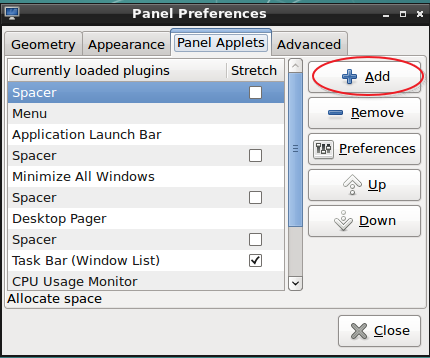 Panel Preferences
Geometry Appearance Panel Applets Advanced
Currently loaded plugins Stretch
Spacer
Menu
Application Launch Bar
Spacer
Minimize All Windows
Spacer
Desktop Pager
Spacer
Task Bar (Window List)
CPU Usage Monitor
Allocate space
Add
Remove
Preferences
Up
Down
Close